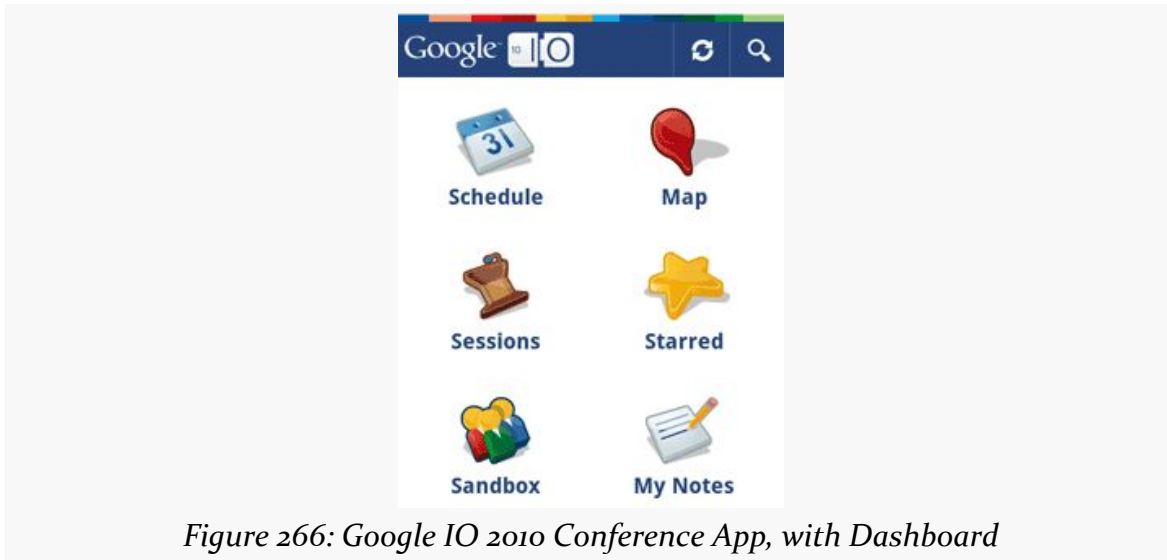 Google 10 IO
31
Schedule Map
Sessions Starred
Sandbox My Notes
Figure 266: Google IO 2010 Conference App, with Dashboard